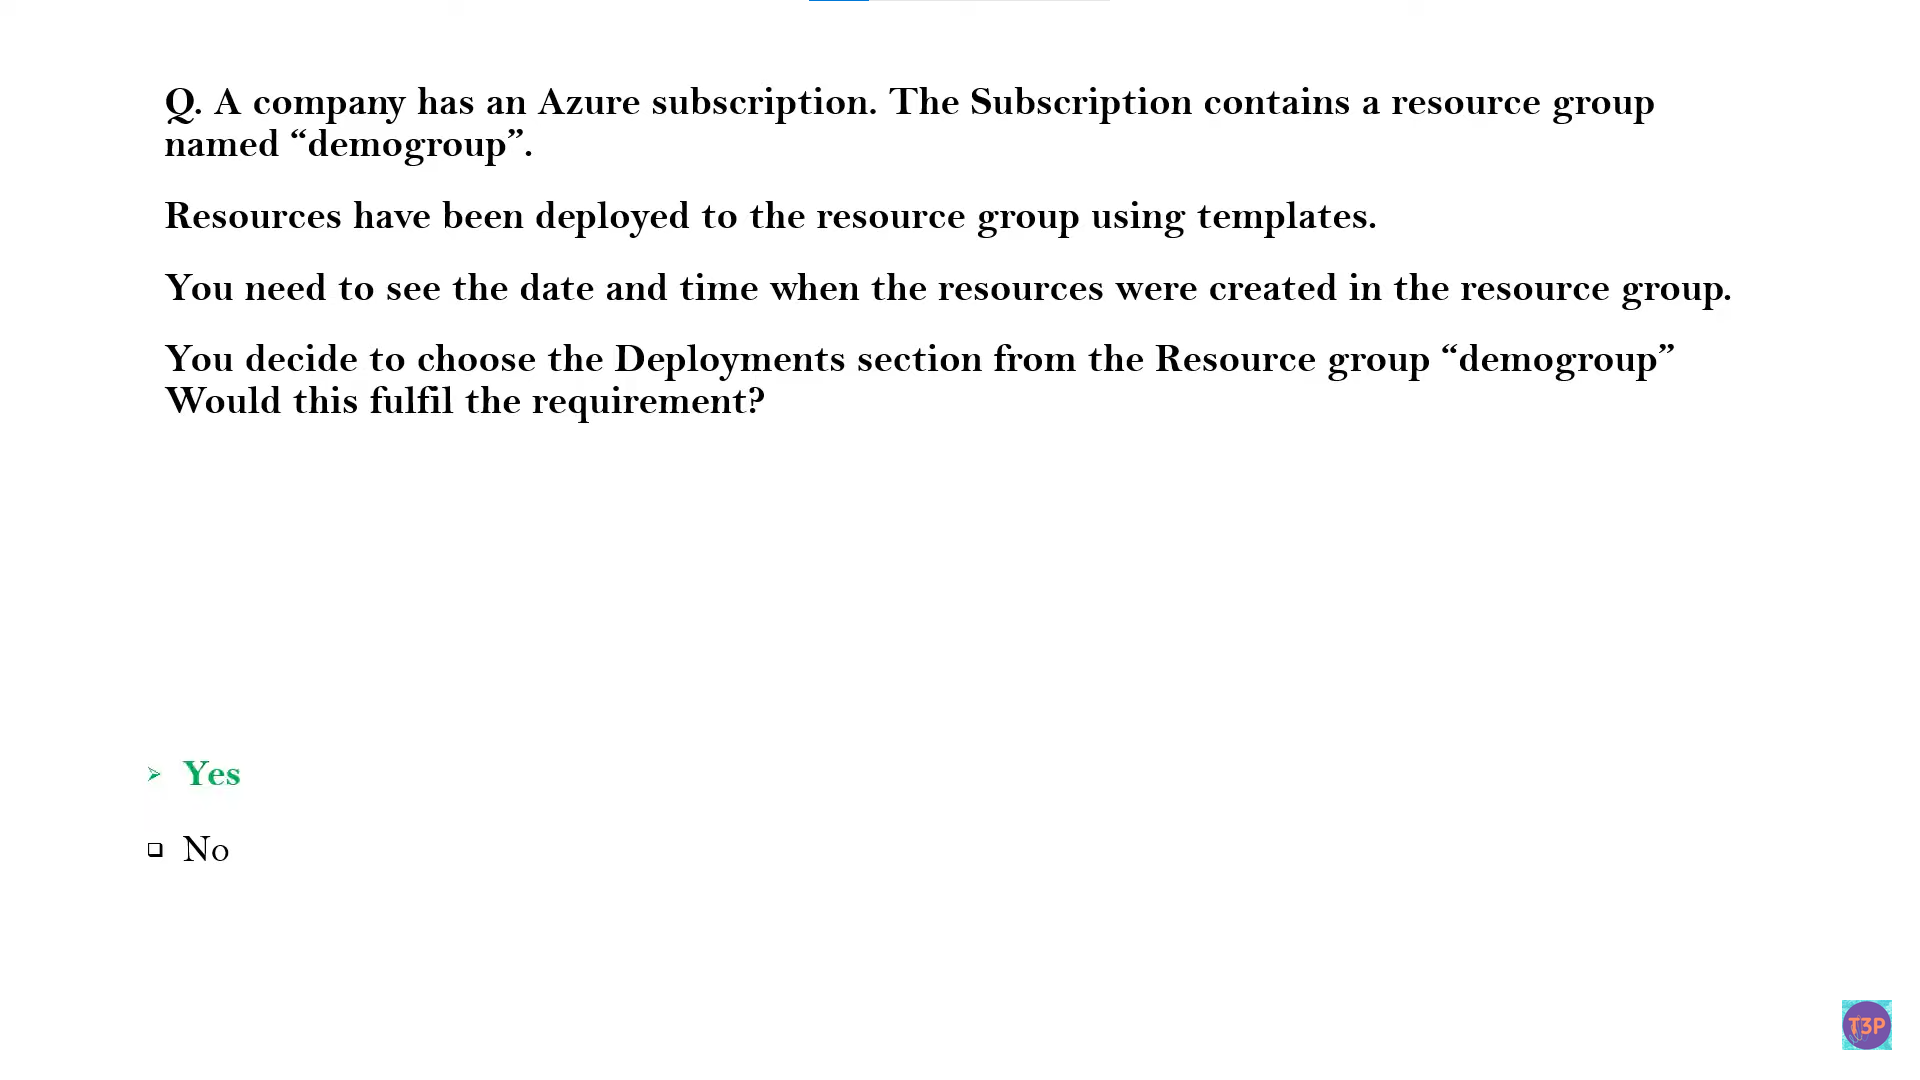 Q. A company has an Azure subscription. The Subscription contains a resource group
named “demogroup”.
Resources have been deployed to the resource group using templates.
You need to see the date and time when the resources were created in the resource group.
You decide to choose the Deployments section from the Resource group “demogroup”
Would this fulfil the requirement?
Yes
No
T3P